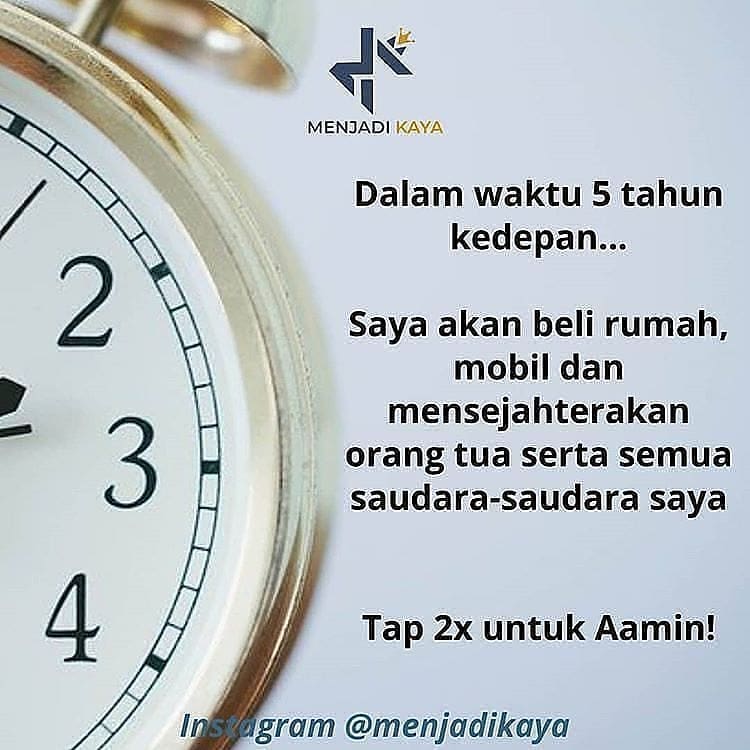 MENJADI KAYA
Dalam waktu 5 tahun
kedepan...
Saya akan beli rumah,
mobil dan
mensejahterakan
orang tua serta semua
saudara-saudara saya
2
3
4
Tap 2x untuk Aamin!
Instagram @menjadikaya